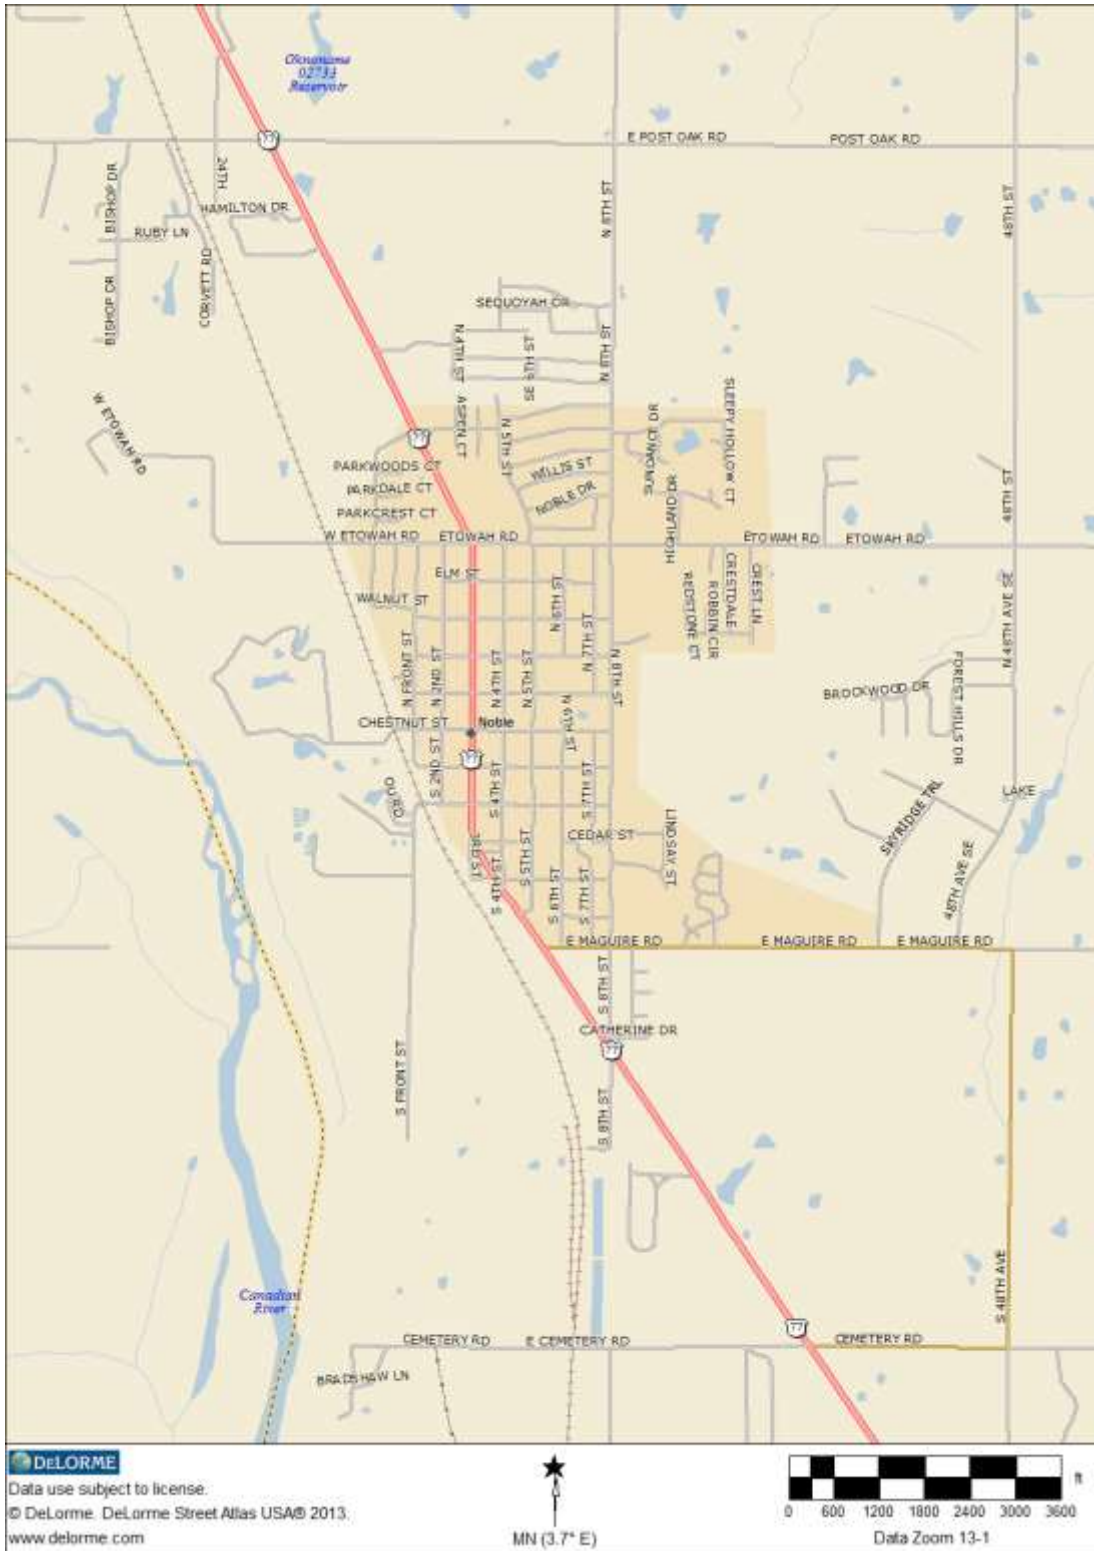 02733
Reservoir
77
E POST OAK RD
POST OAK RD
BISHOP DR
24TH
N 8TH ST
48TH ST
HAMILTON DR
RUBY LN
CORVETT RD
BISHOP DR
SEQUOYAH CR
N 4TH ST
SE 6TH ST
N 8TH ST
W ETOWAH RD
ASPEN CT
N 5TH ST
SUNDANCE DR
SLEEPY HOLLOW CT
77
PARKWOODS CT
WILLIS ST
PARKDALE CT
NOBLE DR
HIGHLAND DR
48TH ST
PARKCREST CT
W ETOWAH RD
ETOWAH RD
ETOWAH RD
ETOWAH RD
ELM ST
WALNUT ST
N 6TH ST
REDSTONE CT
ROBBIN CIR
CRESTDALE
CREST LN
N 48TH AVE SE
N FRONT ST
N 2ND ST
N 4TH ST
N 5TH ST
N 7TH ST
N 8TH ST
BROCKWOOD DR
FOREST HILLS DR
CHESTNUT ST
Noble
N 6TH ST
77
S 2ND ST
S 4TH ST
S 7TH ST
OLD RD
LAKE
SKYRIDGE TRL
CEDAR ST
LINDSAY ST
3RD ST
S 4TH ST
S 5TH ST
S 6TH ST
S 7TH ST
48TH AVE SE
E MAGUIRE RD
E MAGUIRE RD
E MAGUIRE RD
S 8TH ST
CATHERINE DR
77
S FRONT ST
S 8TH ST
Canadian
River
S 48TH AVE
77
CEMETERY RD
E CEMETERY RD
CEMETERY RD
BRADSHAW LN
DELORME
Data use subject to license.
© DeLorme. DeLorme Street Atlas USA® 2013.
www.delorme.com
MN (3.7° E)
ft
0 600 1200 1800 2400 3000 3600
Data Zoom 13-1